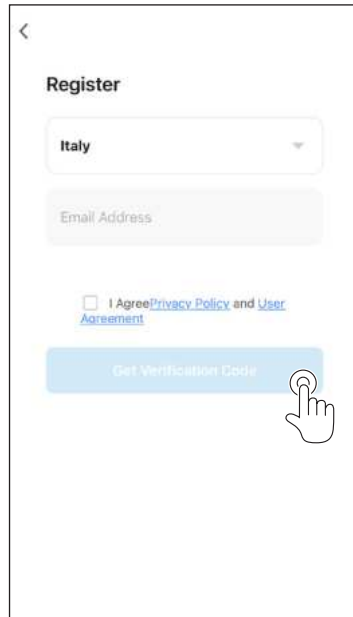 Register
Italy
Email Address
I AgreePrivacy Policy and User
Agreement
Get Verification Code